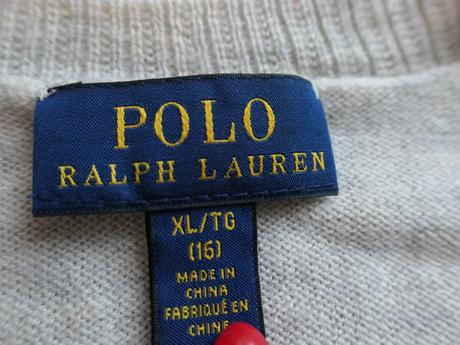 POLO
RALPH LAUREN
XL/TG
(16)
MADE IN
CHINA
FABRIQUÉ EN
CHINE